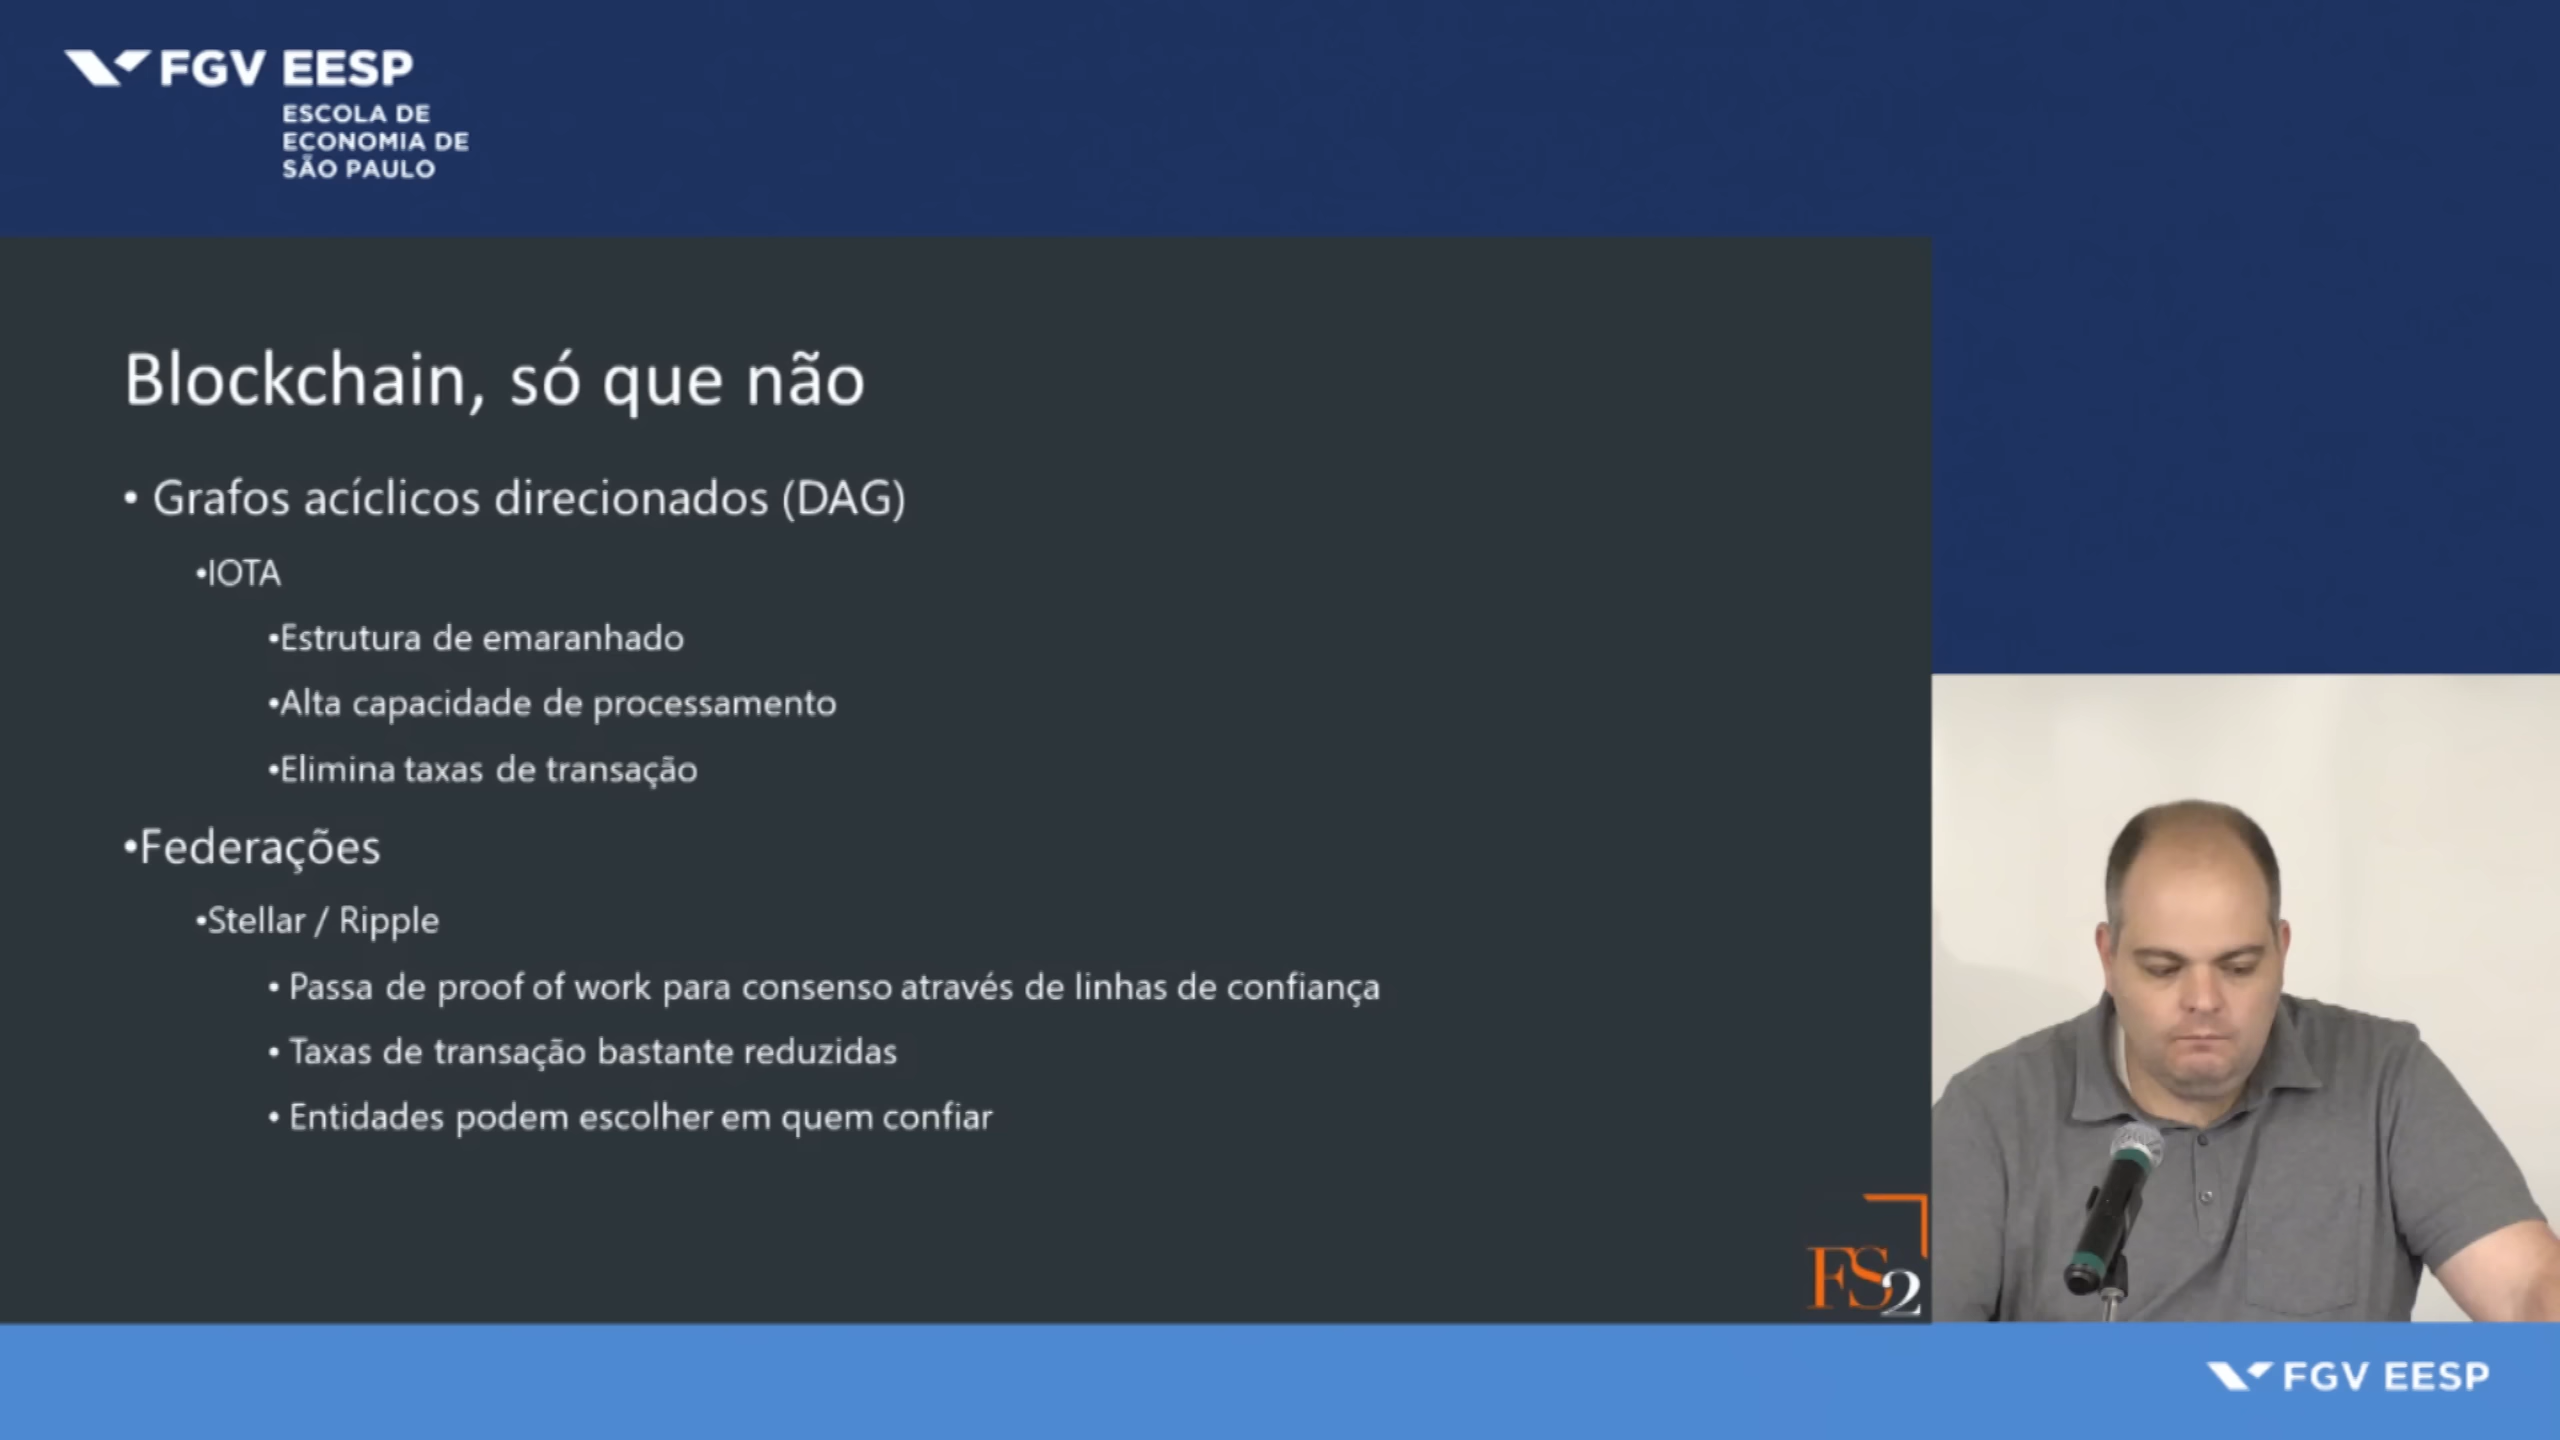 FGV EESP
ESCOLA DE
ECONOMIA DE
SÃO PAULO
Blockchain, só que não
• Grafos acíclicos direcionados (DAG)
•IOTA
•Estrutura de emaranhado
•Alta capacidade de processamento
•Elimina taxas de transação
•Federações
•Stellar / Ripple
• Passa de proof of work para consenso através de linhas de confiança
• Taxas de transação bastante reduzidas
• Entidades podem escolher em quem confiar
FS2
FGV EESP